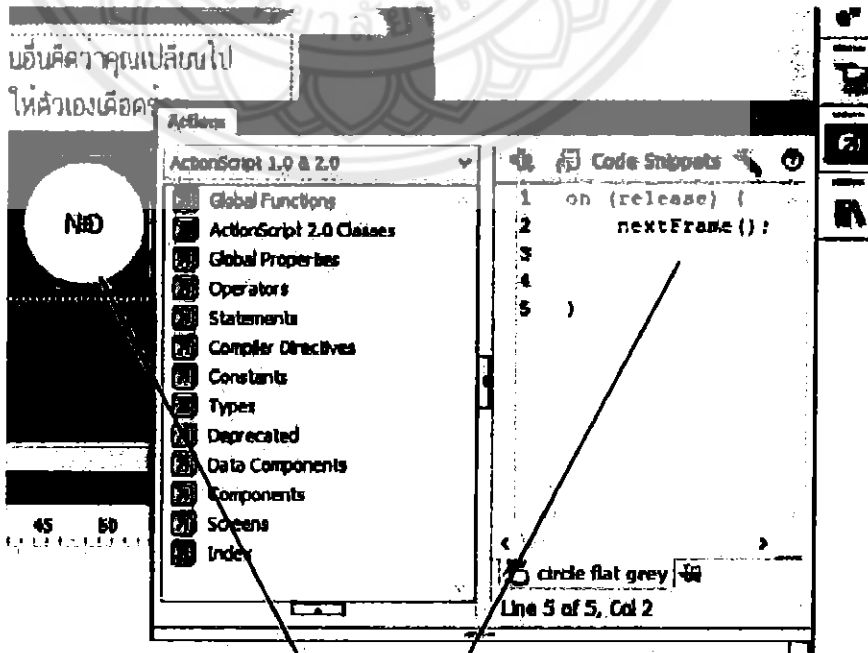 นอื่นคิดว่าคุณเปลี่ยนไป
ให้ตัวเองเดือด
Actions
ActionScript 1.0 & 2.0
Global Functions
ActionScript 2.0 Classes
Global Properties
Operators
Statements
Compiler Directives
Constants
Types
Deprecated
Data Components
Components
Screens
Index
Code Snippets
1 on (release) {
2 nextFrame();
3
4
5 }
circle flat grey
Line 5 of 5, Col 2
NO
45 50